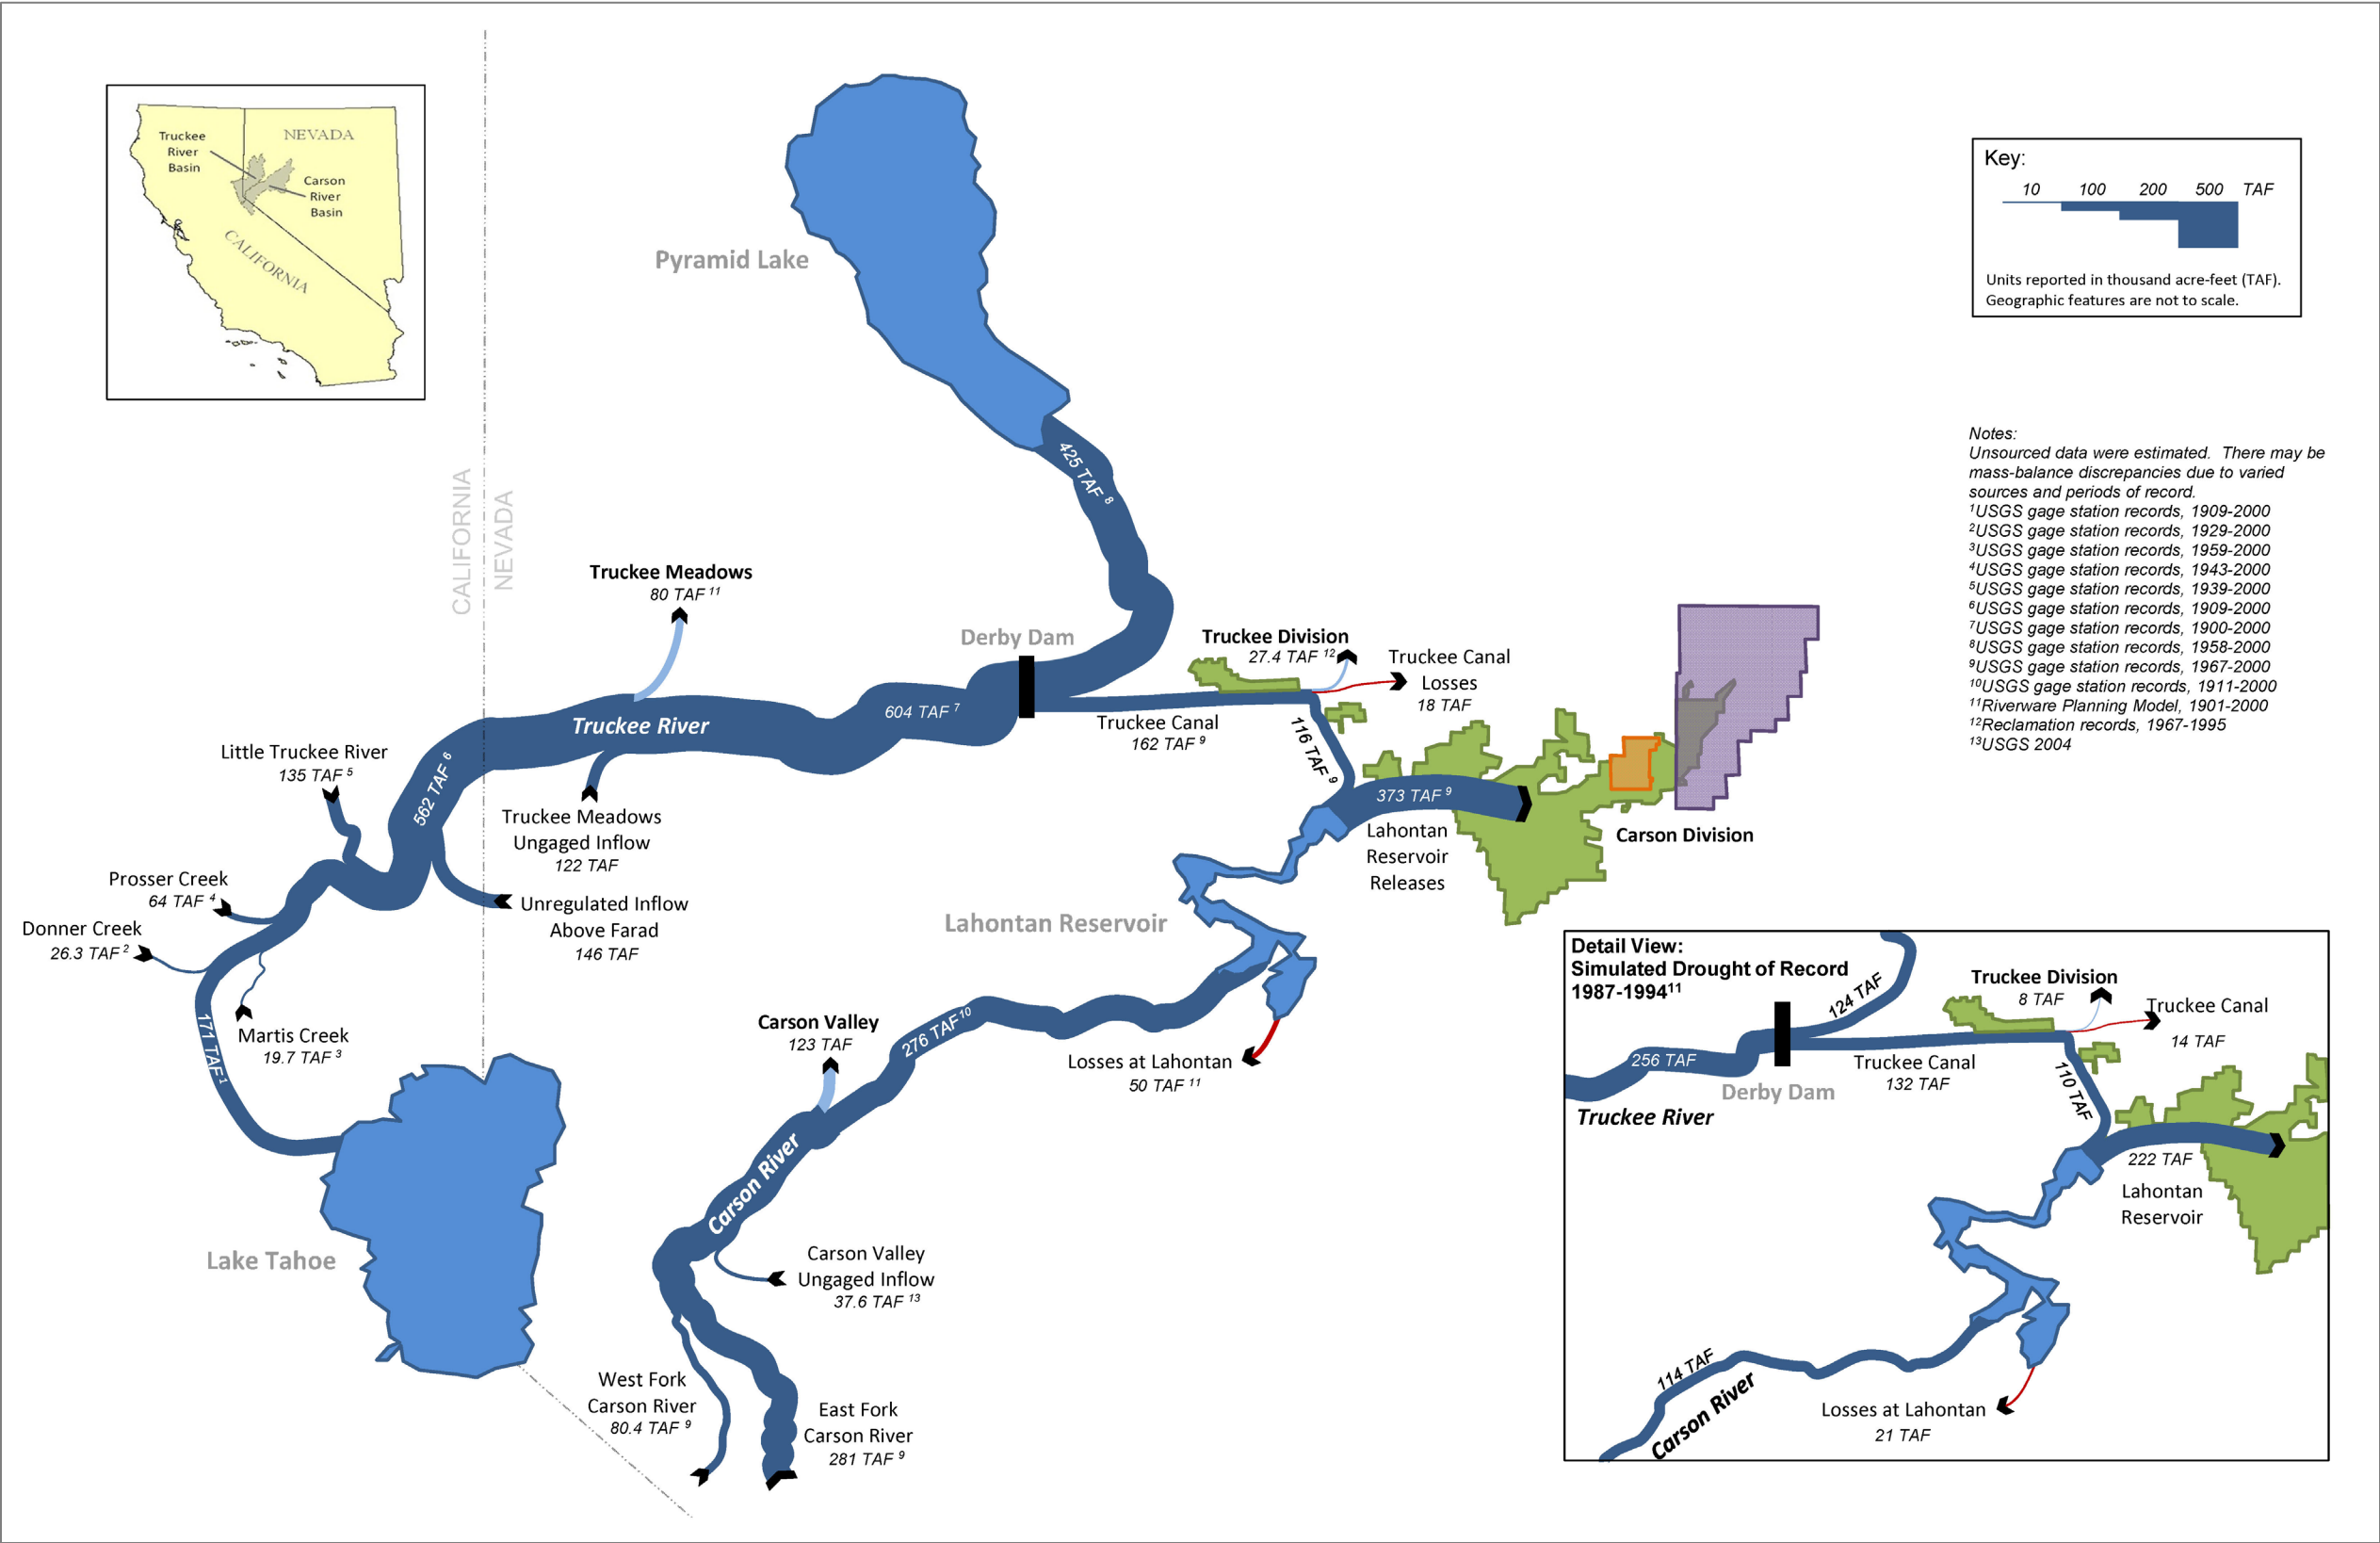 Truckee
River
Basin
NEVADA
Carson
River
Basin
CALIFORNIA
CALIFORNIA
NEVADA
Pyramid Lake
425 TAF 8
Key:
10 100 200 500 TAF
Units reported in thousand acre-feet (TAF).
Geographic features are not to scale.
Notes:
Unsourced data were estimated. There may be
mass-balance discrepancies due to varied
sources and periods of record.
1USGS gage station records, 1909-2000
2USGS gage station records, 1929-2000
3USGS gage station records, 1959-2000
4USGS gage station records, 1943-2000
5USGS gage station records, 1939-2000
6USGS gage station records, 1909-2000
7USGS gage station records, 1900-2000
8USGS gage station records, 1958-2000
9USGS gage station records, 1967-2000
10USGS gage station records, 1911-2000
11Riverware Planning Model, 1901-2000
12Reclamation records, 1967-1995
13USGS 2004
Truckee Meadows
80 TAF 11
Derby Dam
Truckee Division
27.4 TAF 12
Truckee Canal
Losses
18 TAF
Truckee River
604 TAF 7
Truckee Canal
162 TAF 9
116 TAF 9
Little Truckee River
135 TAF 5
562 TAF 6
Truckee Meadows
Ungaged Inflow
122 TAF
373 TAF 9
Lahontan
Reservoir
Releases
Carson Division
Prosser Creek
64 TAF 4
Donner Creek
26.3 TAF 2
Unregulated Inflow
Above Farad
146 TAF
Lahontan Reservoir
Martis Creek
19.7 TAF 3
171 TAF 1
Carson Valley
123 TAF
276 TAF 10
Losses at Lahontan
50 TAF 11
Carson River
Lake Tahoe
Carson Valley
Ungaged Inflow
37.6 TAF 13
West Fork
Carson River
80.4 TAF 9
East Fork
Carson River
281 TAF 9
Detail View:
Simulated Drought of Record
1987-199411
124 TAF
Truckee Division
8 TAF
Truckee Canal
14 TAF
256 TAF
Derby Dam
Truckee Canal
132 TAF
110 TAF
Truckee River
222 TAF
Lahontan
Reservoir
114 TAF
Carson River
Losses at Lahontan
21 TAF